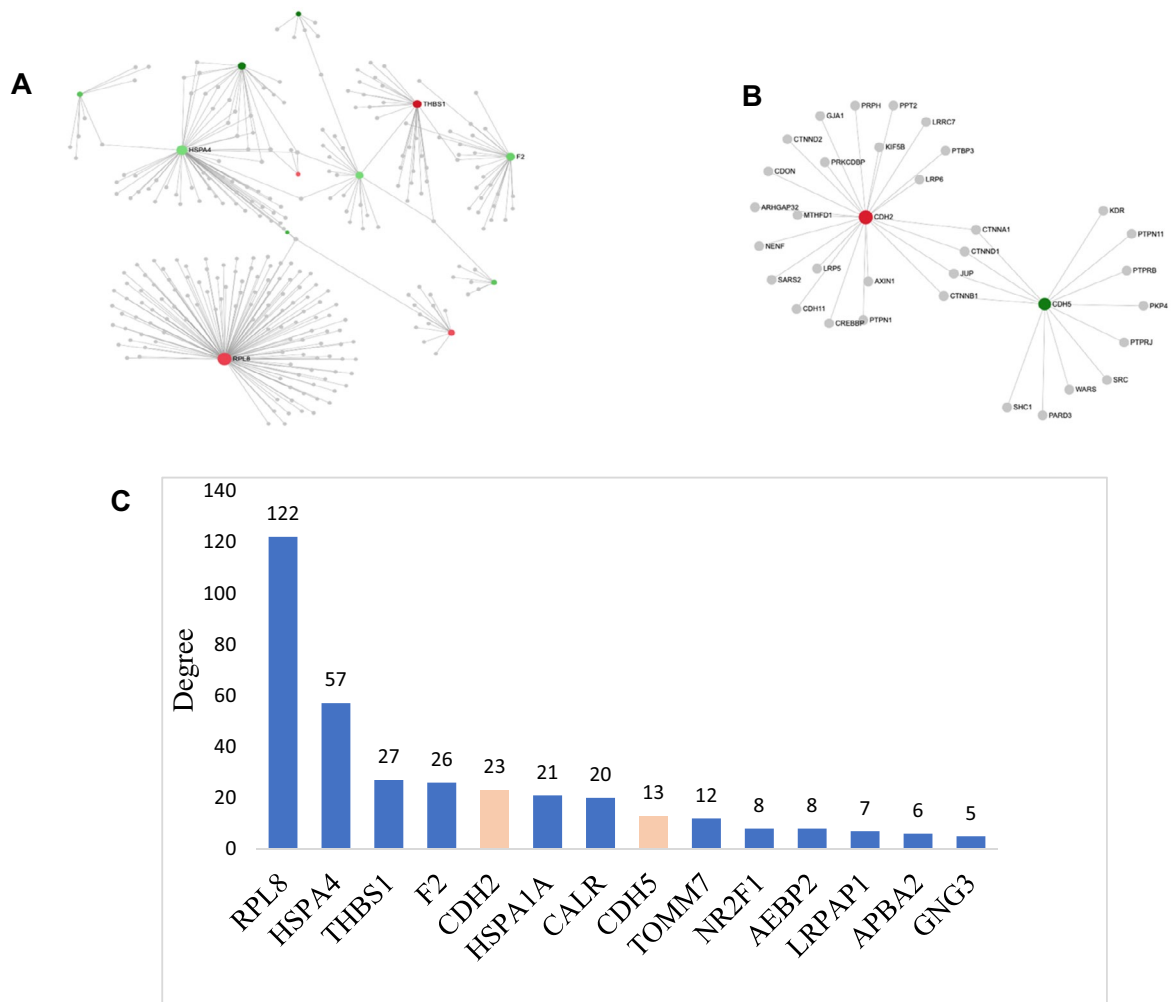 A
THBS1
HSPA4
F2
RPL8
B
PRPH
PPT2
GJA1
LRRC7
CTNND2
KIF5B
PTBP3
PRKCDBP
CDON
LRP6
ARHGAP32
MTHFD1
CDH2
KDR
CTNNA1
PTPN11
NENF
CTNND1
LRP5
JUP
PTPRB
SARS2
AXIN1
CTNNB1
CDH5
PKP4
CDH11
CREBBP
PTPN1
PTPRJ
SRC
WARS
SHC1
PARD3
C
Degree
140
120
100
80
60
40
20
0
122
57
27
26
23
21
20
13
12
8
8
7
6
5
RPL8
HSPA4
THBS1
F2
CDH2
HSPA1A
CALR
CDH5
TOMM7
NR2F1
AEBP2
LRPAP1
APBA2
GNG3